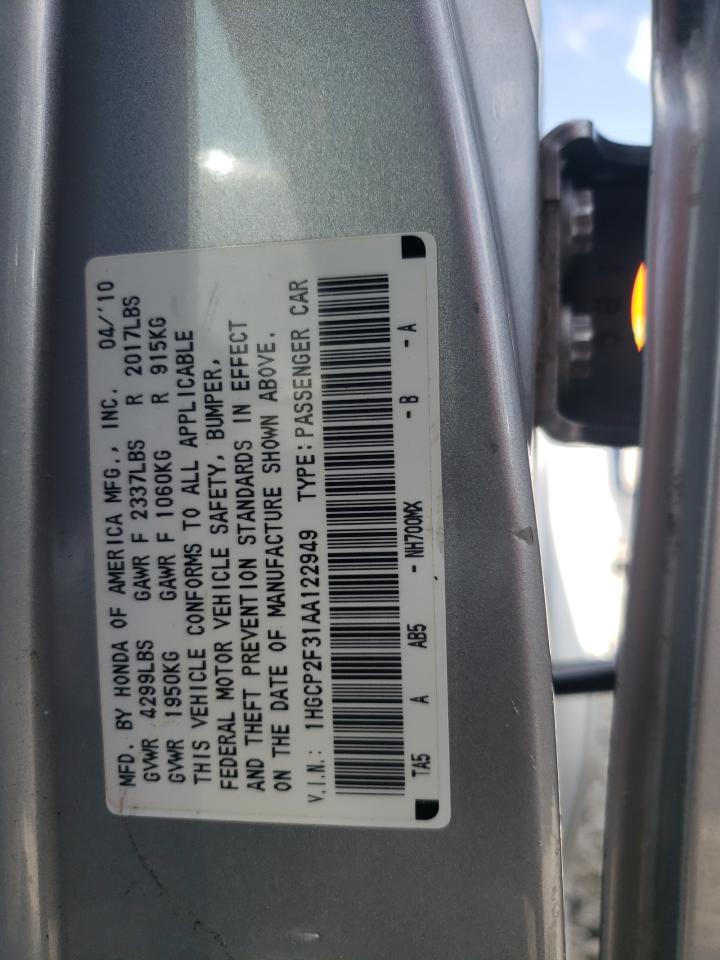 MFD. BY HONDA OF AMERICA MFG., INC. 04/'10
GVWR 4299LBS GAWR F 2337LBS R 2017LBS
GVWR 1950KG GAWR F 1060KG R 915KG
THIS VEHICLE CONFORMS TO ALL APPLICABLE
FEDERAL MOTOR VEHICLE SAFETY, BUMPER,
AND THEFT PREVENTION STANDARDS IN EFFECT
ON THE DATE OF MANUFACTURE SHOWN ABOVE.
V.I.N.: 1HGCP2F31AA122949 TYPE:PASSENGER CAR
TA5 A AB5 - NH700MX - B - A